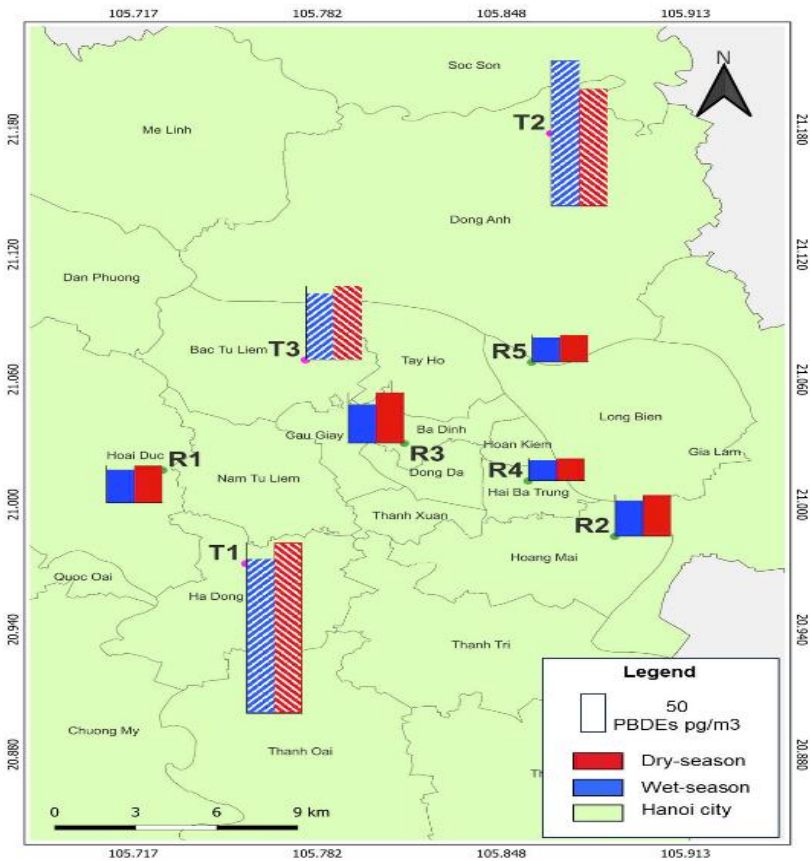 105.717 105.782 105.848 105.913
N
Soc Son
T2
21.180 21.180
Me Linh
Dong Anh
21.120 21.120
Dan Phuong
Bac Tu Liem
T3
Tay Ho
R5
21.060 21.060
Long Bien
Cau Giay
Ba Dinh
R3
Hoan Kiem
Gia Lam
Hoai Duc
R1
Dong Da
R4
Nam Tu Liem
Hai Ba Trung
21.000 21.000
Thanh Xuan
R2
T1
Hoang Mai
Quoc Oai
Ha Dong
20.940 20.940
Thanh Tri
Legend
50
PBDEs pg/m3
Chuong My
Thanh Oai
Dry-season
Wet-season
Hanoi city
20.880 20.880
0 3 6 9 km
105.717 105.782 105.848 105.913